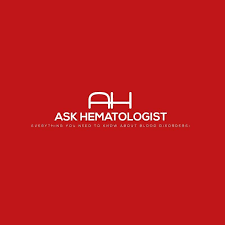 AH
ASK HEMATOLOGIST
EVERYTHING YOU NEED TO KNOW ABOUT BLOOD DISORDERS!